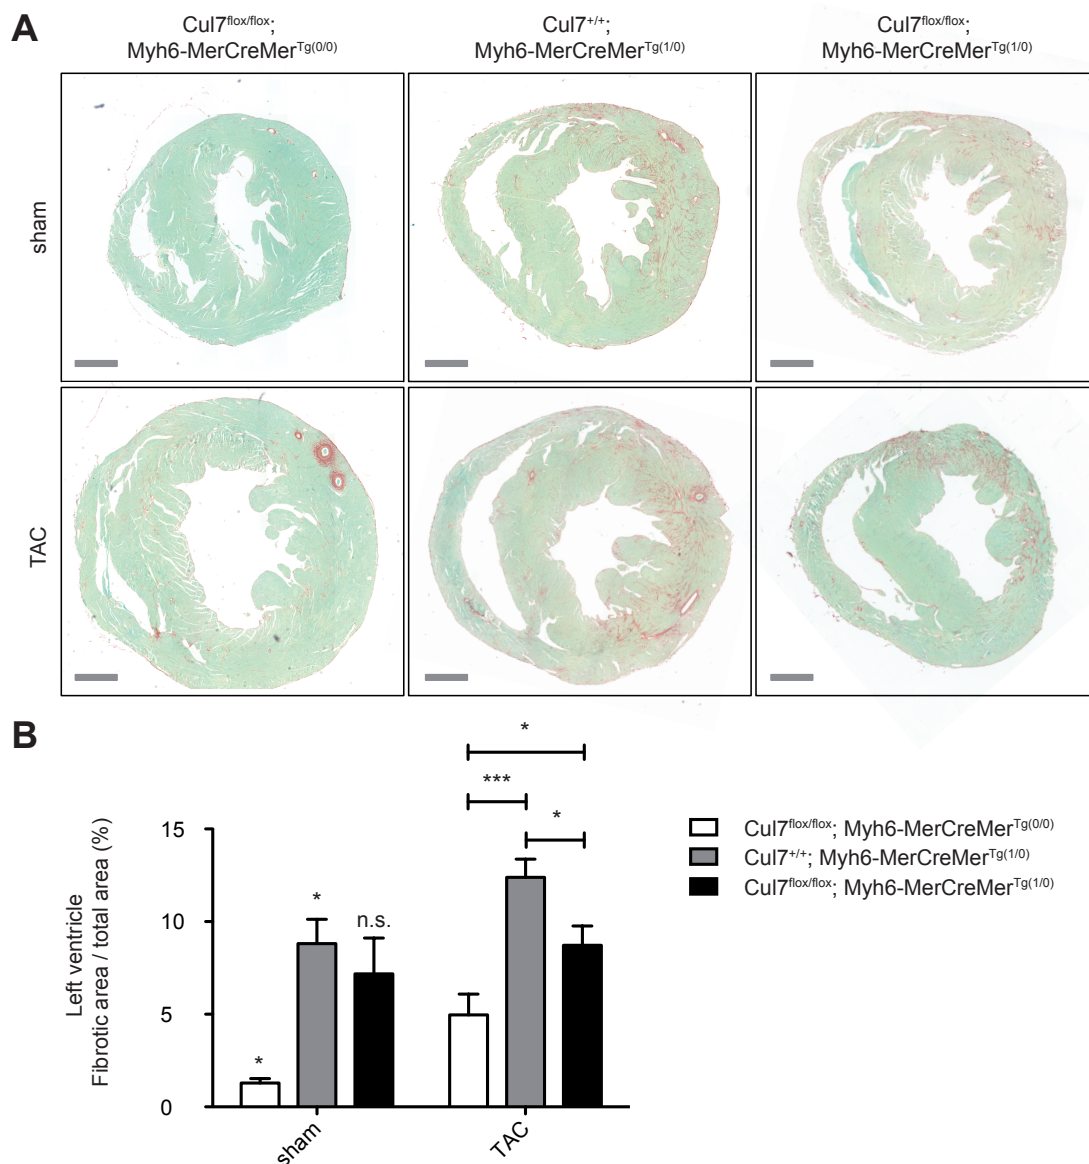 A
Cul7flox/flox;
Myh6-MerCreMerTg(0/0)
Cul7+/+;
Myh6-MerCreMerTg(1/0)
Cul7flox/flox;
Myh6-MerCreMerTg(1/0)
sham
TAC
B
*
***
*
Left ventricle
Fibrotic area / total area (%)
15
10
5
0
*
*
n.s.
sham
TAC
Cul7flox/flox; Myh6-MerCreMerTg(0/0)
Cul7+/+; Myh6-MerCreMerTg(1/0)
Cul7flox/flox; Myh6-MerCreMerTg(1/0)